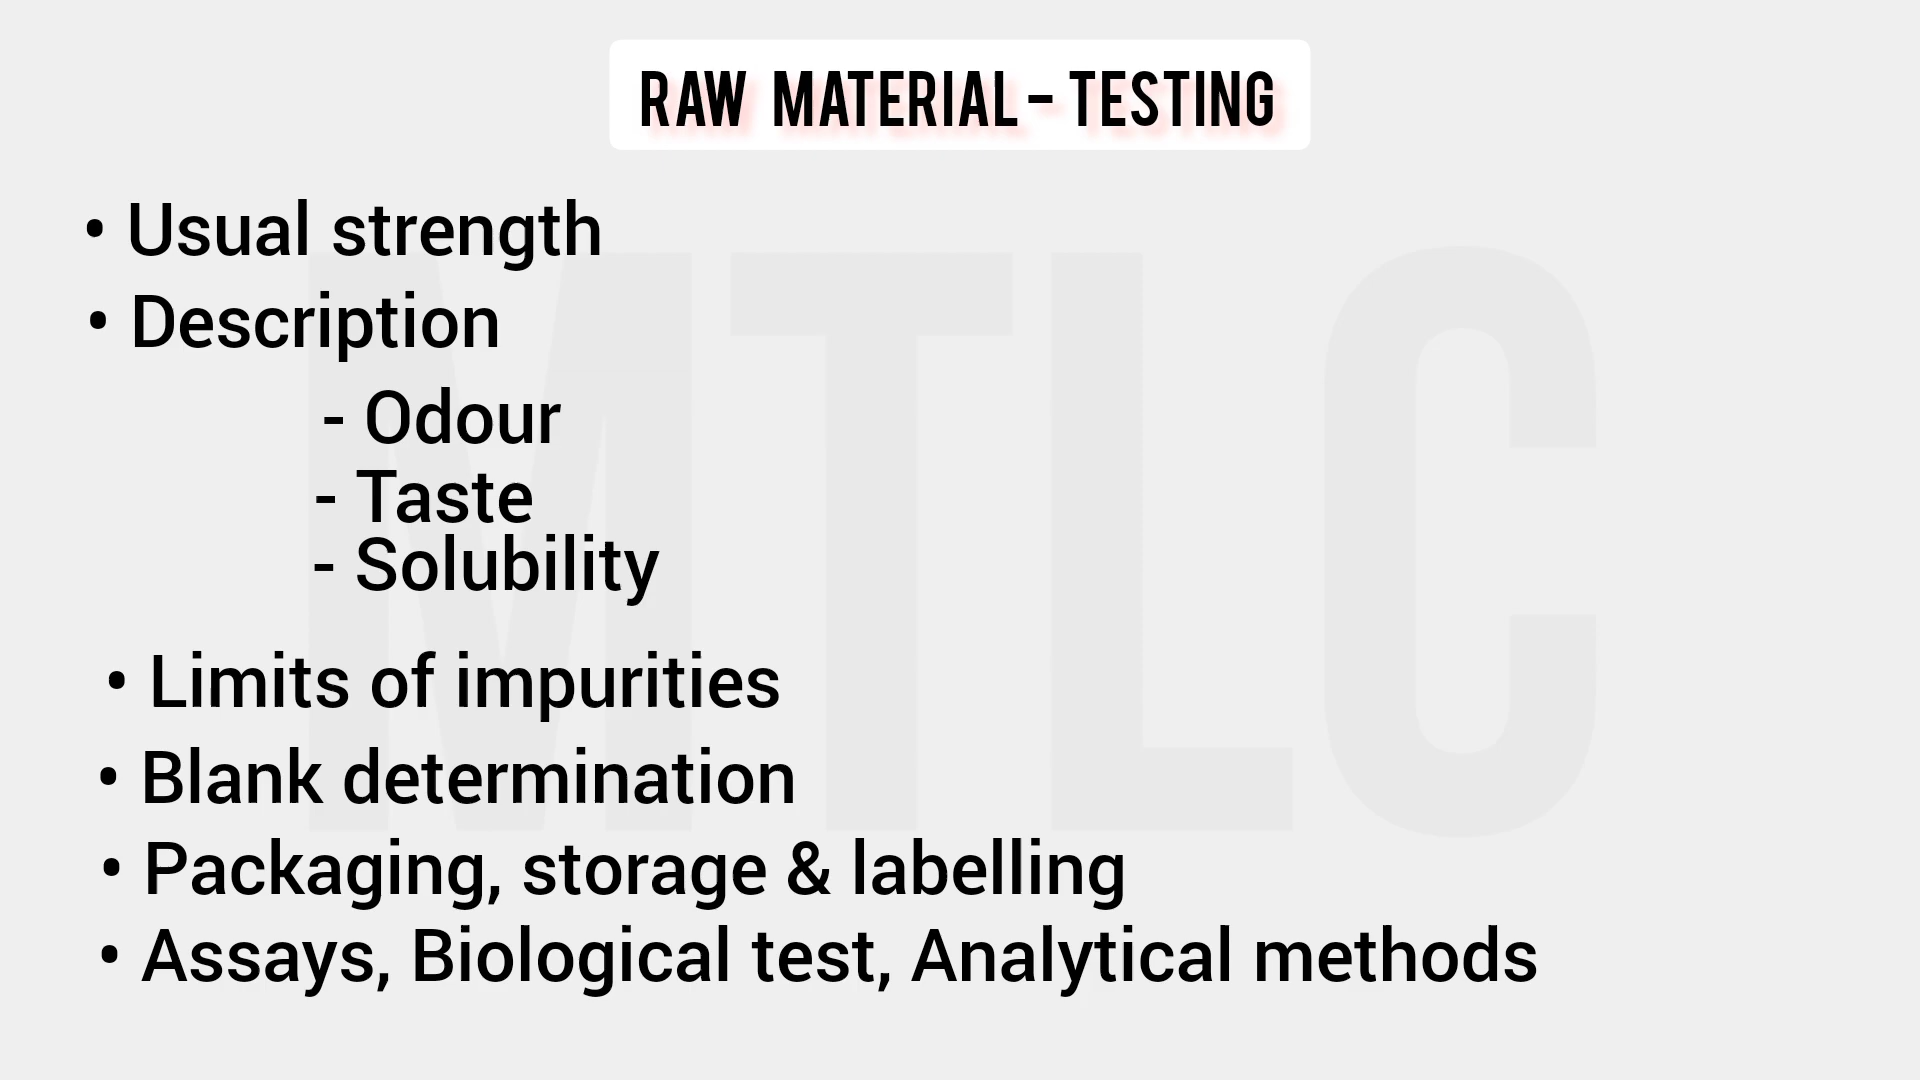 RAW MATERIAL - TESTING
• Usual strength
• Description
- Odour
- Taste
- Solubility
• Limits of impurities
• Blank determination
• Packaging, storage & labelling
• Assays, Biological test, Analytical methods
MTLC